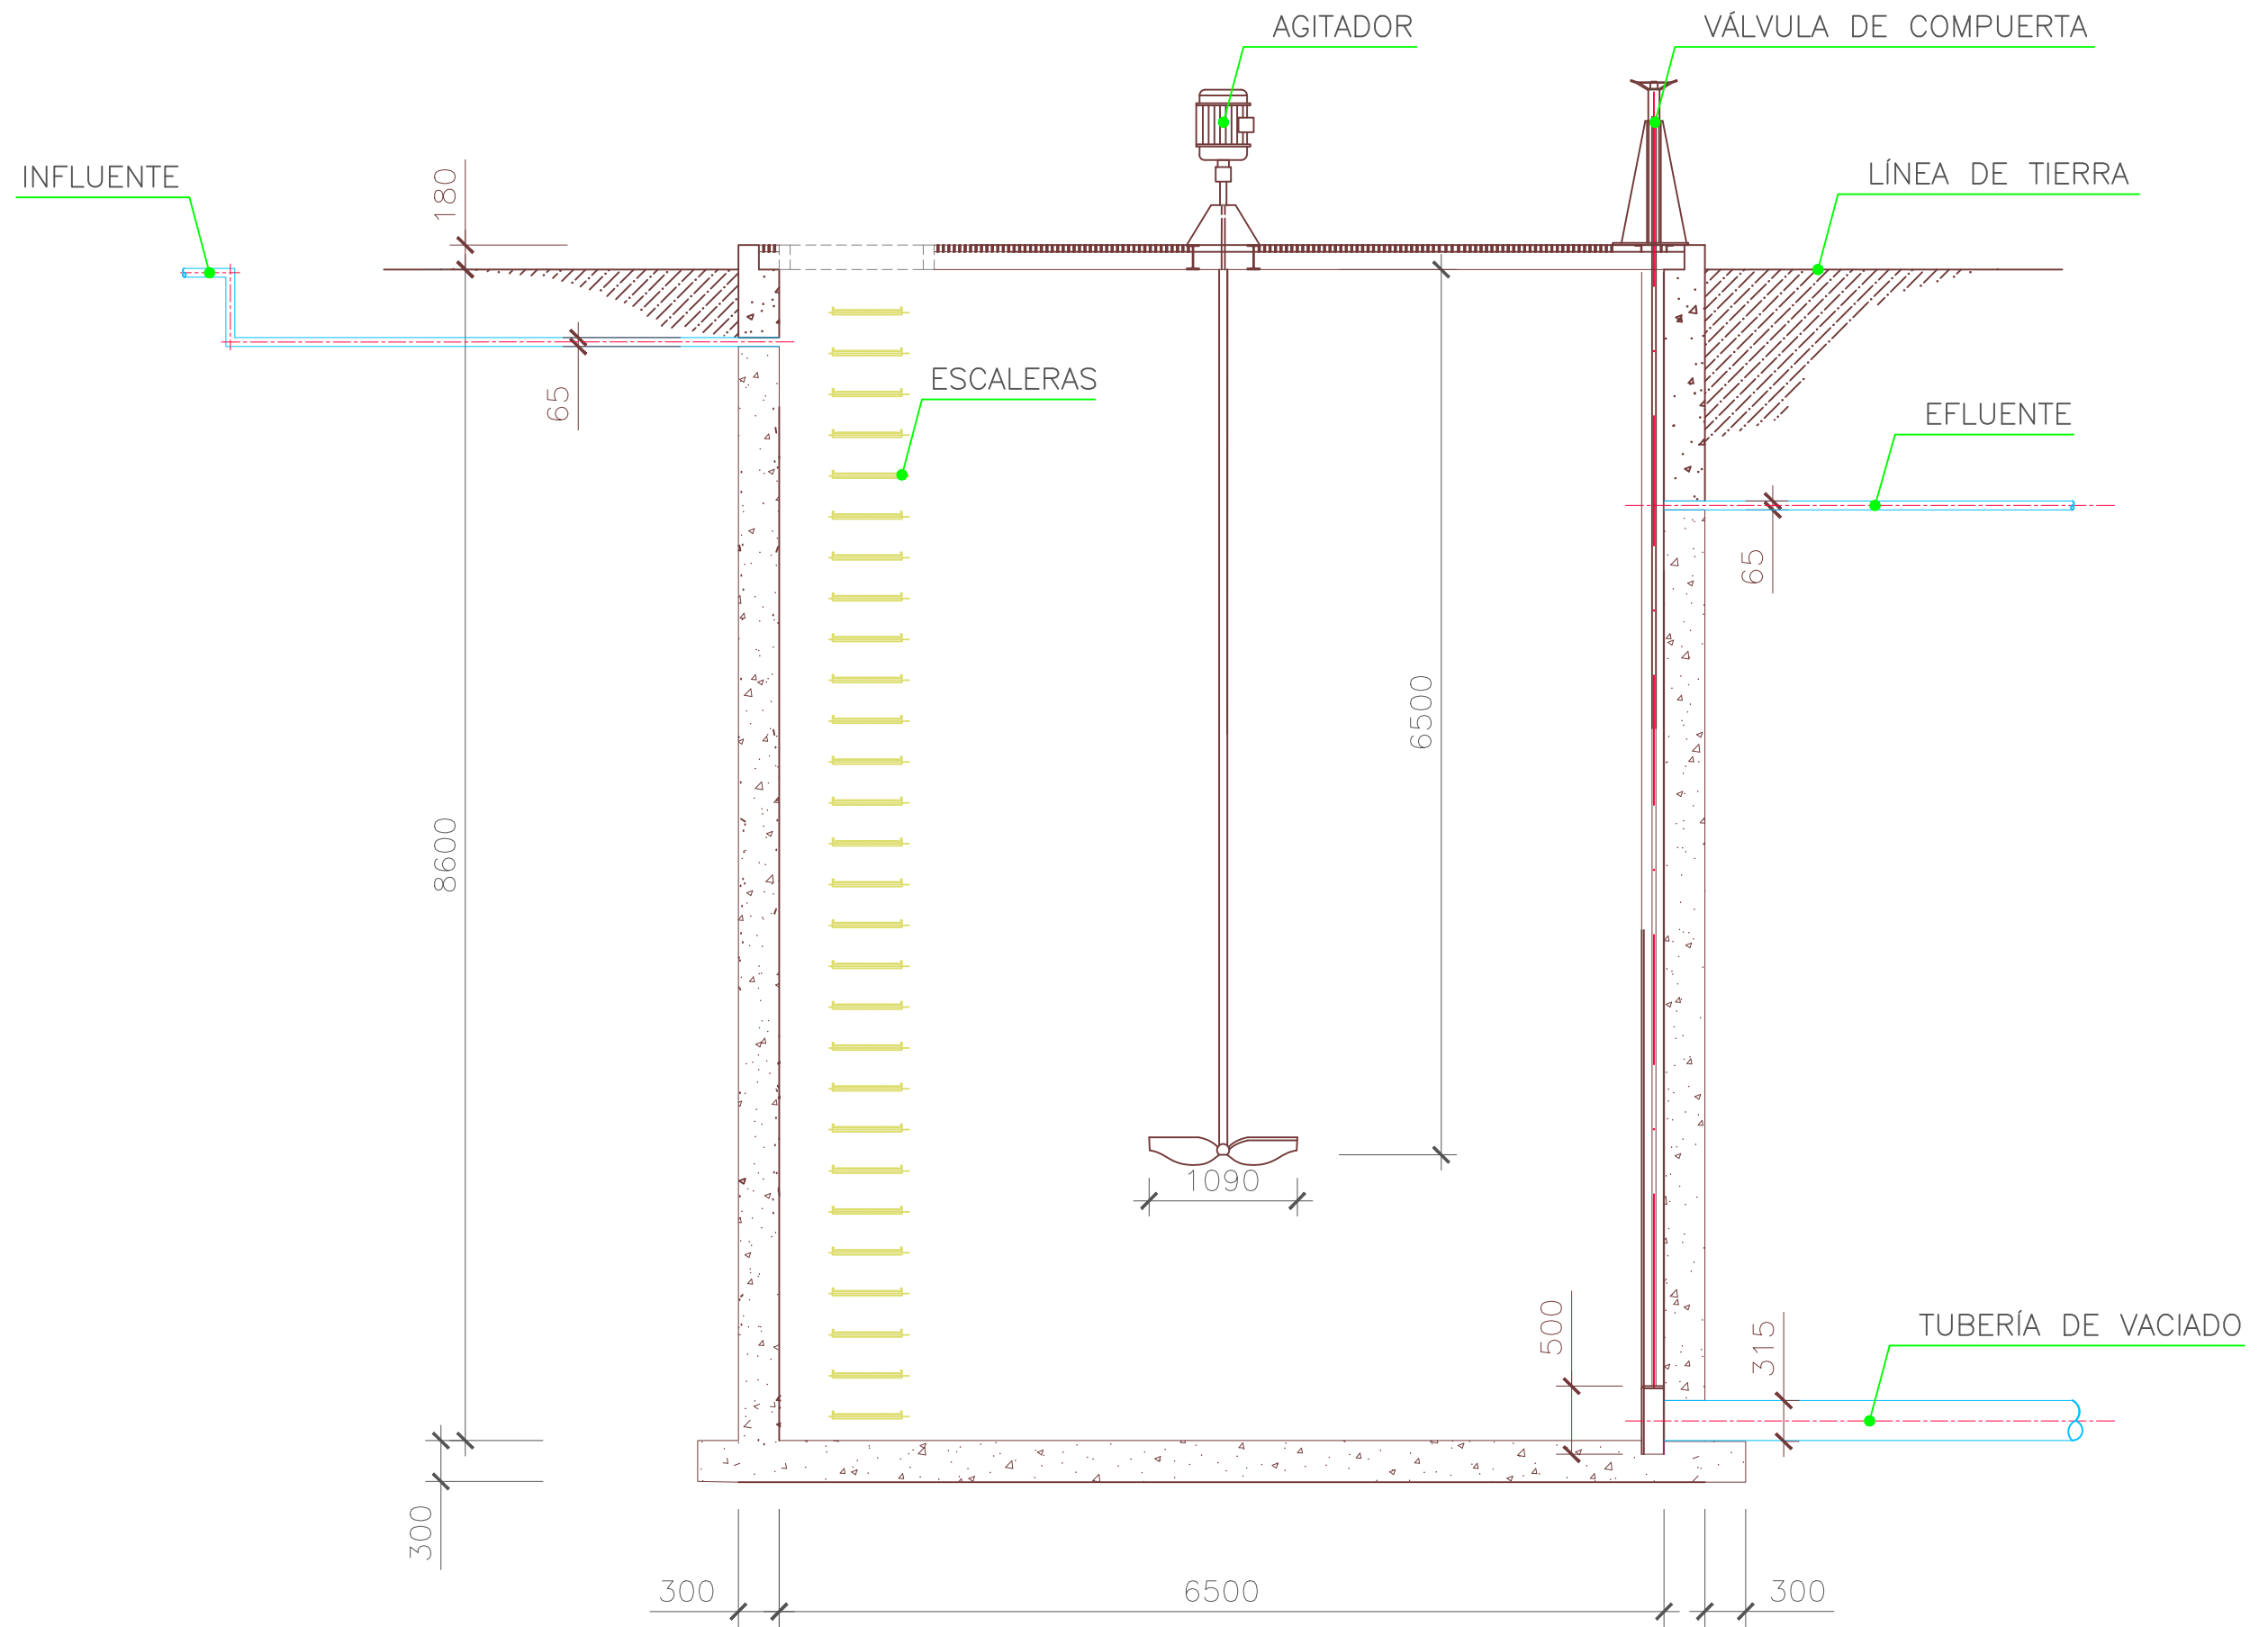 AGITADOR
VÁLVULA DE COMPUERTA
INFLUENTE
180
LÍNEA DE TIERRA
65
ESCALERAS
EFLUENTE
65
6500
8600
1090
500
315
TUBERÍA DE VACIADO
300
300
6500
300